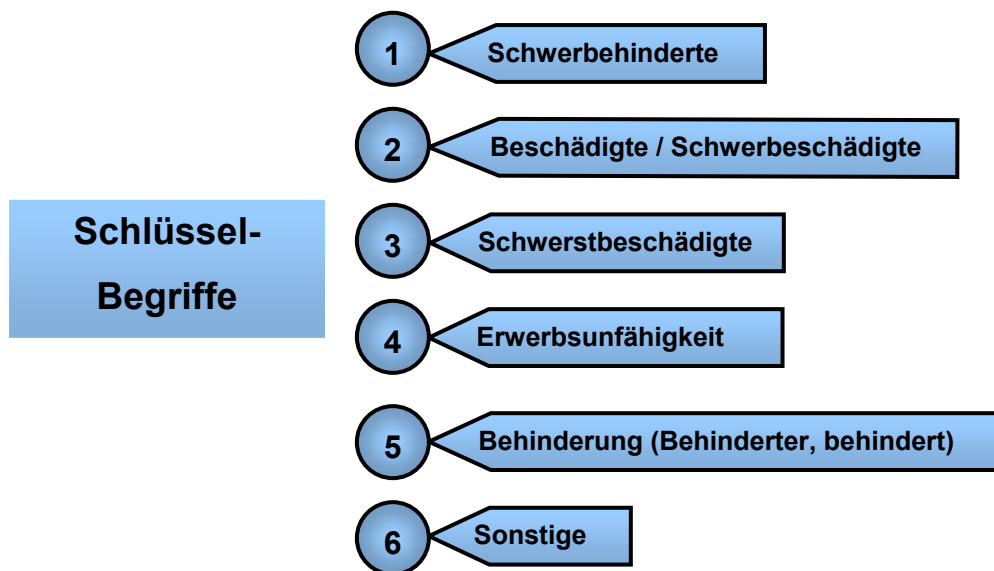 Schlüssel-
Begriffe
1 Schwerbehinderte
2 Beschädigte / Schwerbeschädigte
3 Schwerstbeschädigte
4 Erwerbsunfähigkeit
5 Behinderung (Behinderter, behindert)
6 Sonstige